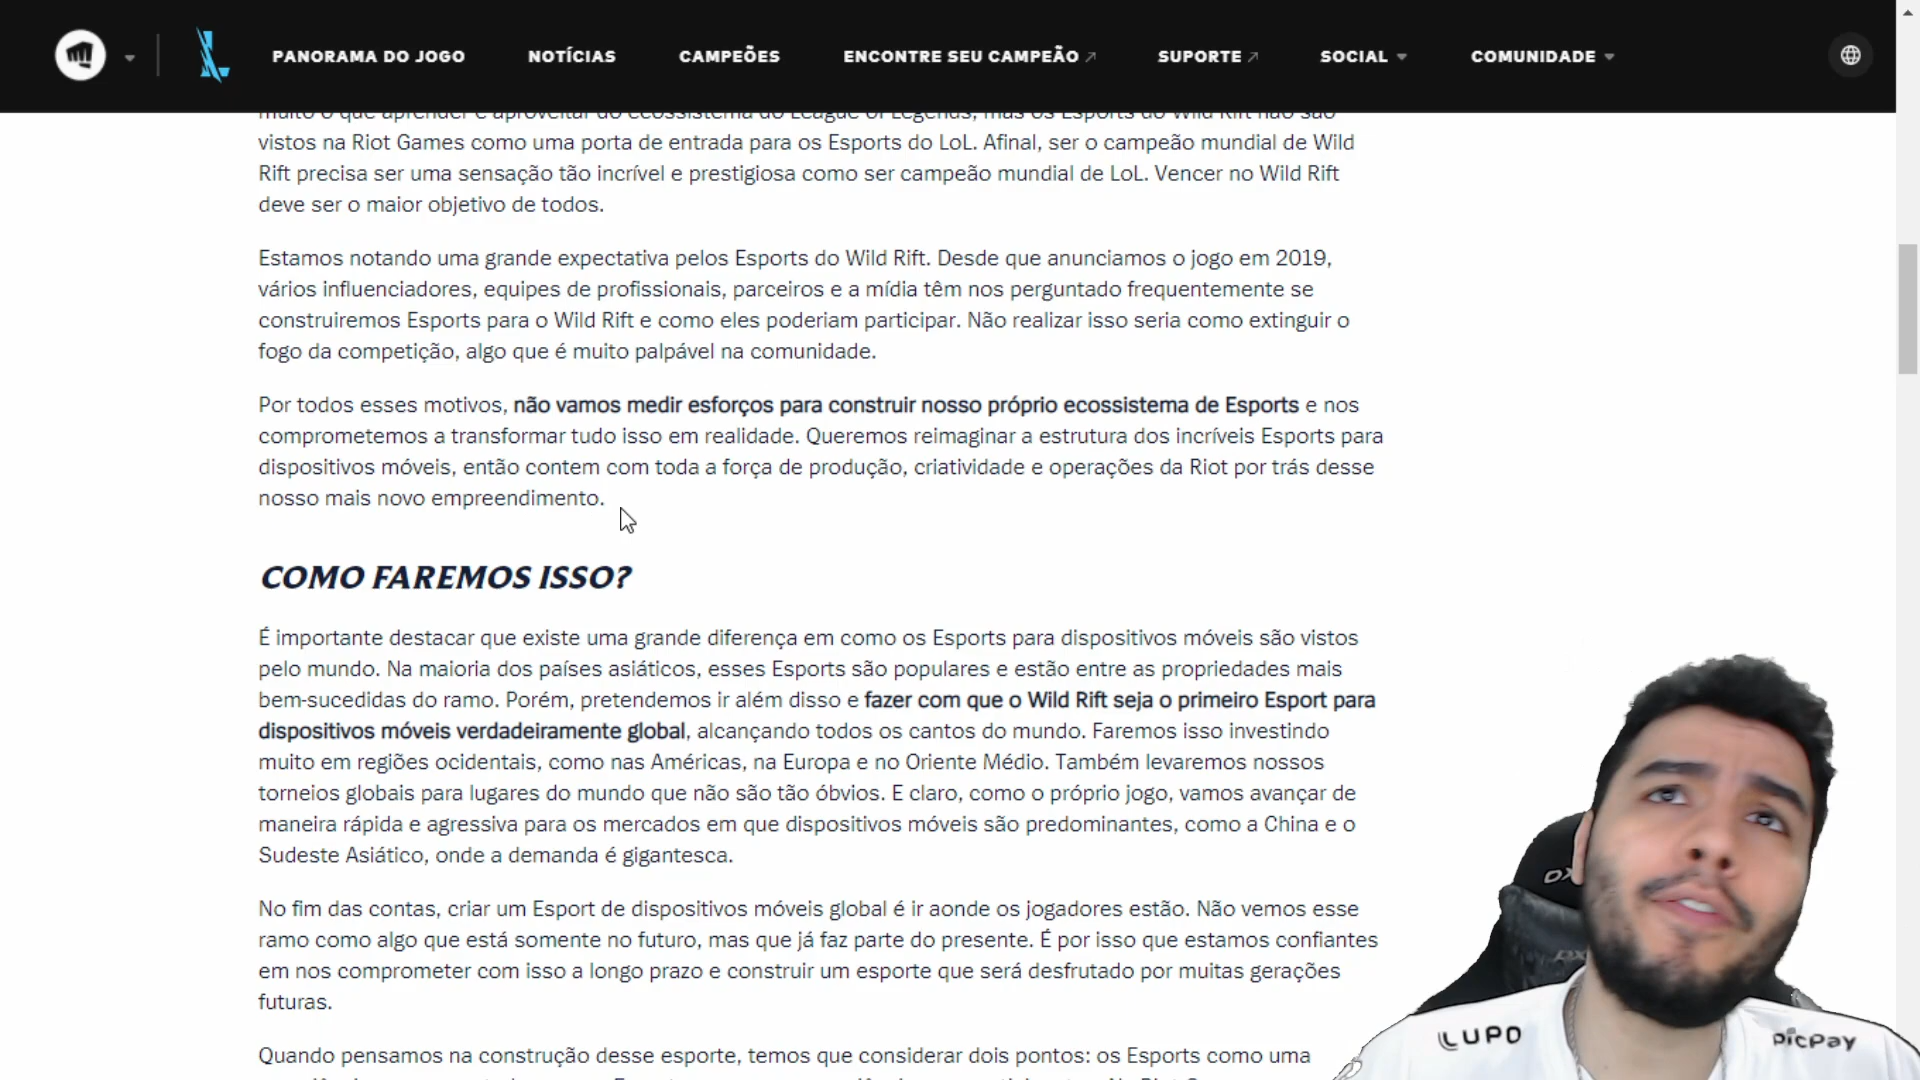 PANORAMA DO JOGO
NOTÍCIAS
CAMPEÕES
ENCONTRE SEU CAMPEÃO
SUPORTE
SOCIAL
COMUNIDADE
muito o que aprender e aproveitar do ecossistema do League of Legends, mas os Esports do Wild Rift não são
vistos na Riot Games como uma porta de entrada para os Esports do LoL. Afinal, ser o campeão mundial de Wild
Rift precisa ser uma sensação tão incrível e prestigiosa como ser campeão mundial de LoL. Vencer no Wild Rift
deve ser o maior objetivo de todos.
Estamos notando uma grande expectativa pelos Esports do Wild Rift. Desde que anunciamos o jogo em 2019,
vários influenciadores, equipes de profissionais, parceiros e a mídia têm nos perguntado frequentemente se
construiremos Esports para o Wild Rift e como eles poderiam participar. Não realizar isso seria como extinguir o
fogo da competição, algo que é muito palpável na comunidade.
Por todos esses motivos, não vamos medir esforços para construir nosso próprio ecossistema de Esports e nos
comprometemos a transformar tudo isso em realidade. Queremos reimaginar a estrutura dos incríveis Esports para
dispositivos móveis, então contem com toda a força de produção, criatividade e operações da Riot por trás desse
nosso mais novo empreendimento.
COMO FAREMOS ISSO?
É importante destacar que existe uma grande diferença em como os Esports para dispositivos móveis são vistos
pelo mundo. Na maioria dos países asiáticos, esses Esports são populares e estão entre as propriedades mais
bem-sucedidas do ramo. Porém, pretendemos ir além disso e fazer com que o Wild Rift seja o primeiro Esport para
dispositivos móveis verdadeiramente global, alcançando todos os cantos do mundo. Faremos isso investindo
muito em regiões ocidentais, como nas Américas, na Europa e no Oriente Médio. Também levaremos nossos
torneios globais para lugares do mundo que não são tão óbvios. E claro, como o próprio jogo, vamos avançar de
maneira rápida e agressiva para os mercados em que dispositivos móveis são predominantes, como a China e o
Sudeste Asiático, onde a demanda é gigantesca.
No fim das contas, criar um Esport de dispositivos móveis global é ir aonde os jogadores estão. Não vemos esse
ramo como algo que está somente no futuro, mas que já faz parte do presente. É por isso que estamos confiantes
em nos comprometer com isso a longo prazo e construir um esporte que será desfrutado por muitas gerações
futuras.
Quando pensamos na construção desse esporte, temos que considerar dois pontos: os Esports como uma
LUPO
PicPay